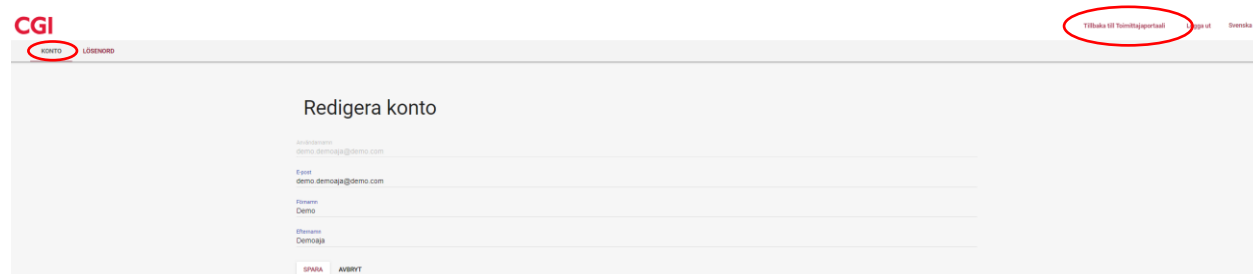 CGI
Tillbaka till Toimittajaportaali Logga ut Svenska
KONTO LÖSENORD
Redigera konto
Användarnamn
demo.demoaja@demo.com
E-post
demo.demoaja@demo.com
Förnamn
Demo
Efternamn
Demoaja
SPARA AVBRYT